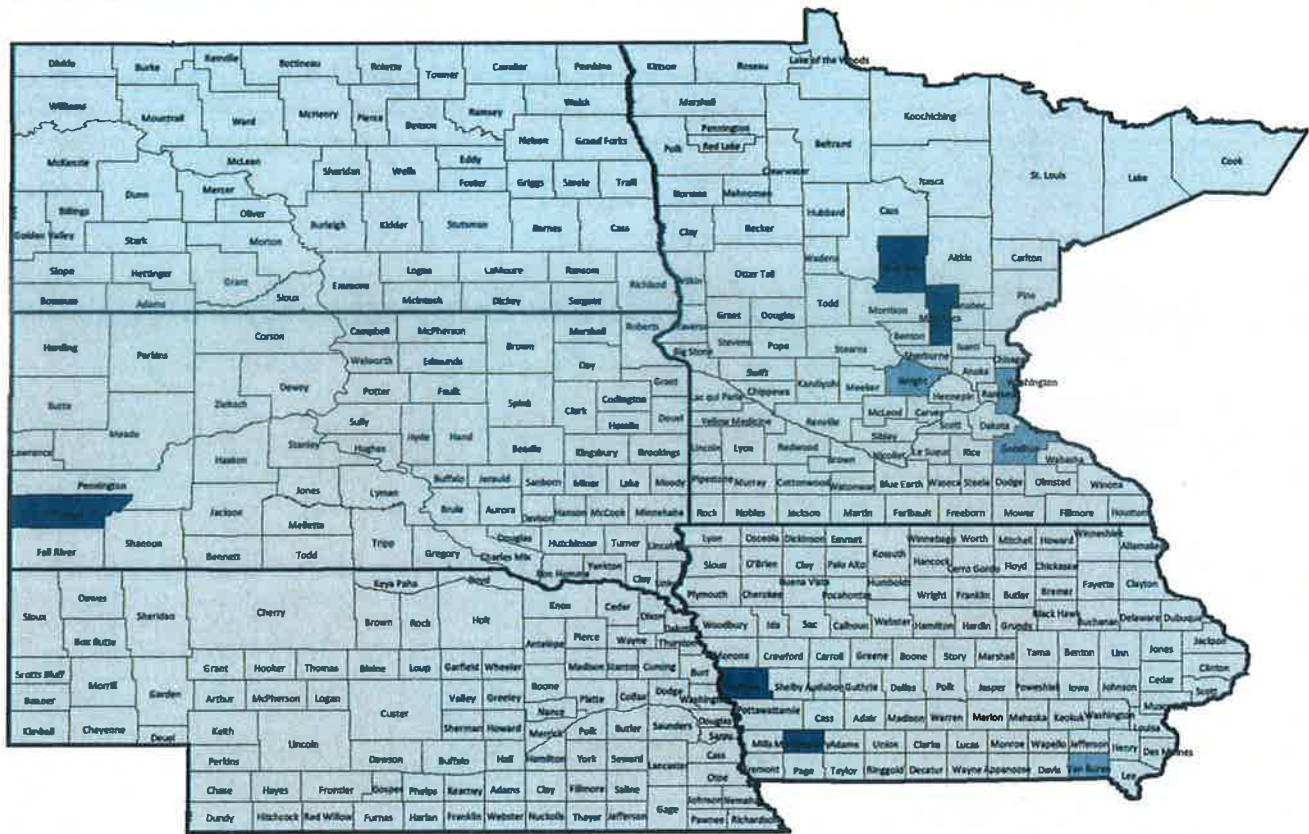 Divide Burke Renville Bottineau Rolette Towner Cavalier Pembina Kittson Roseau Lake of the Woods
Williams Mountrail Ward McHenry Pierce Benson Ramsey Walsh Marshall Koochiching
McKenzie McLean Sheridan Wells Eddy Nelson Grand Forks Polk Pennington Red Lake Beltrami Clearwater Itasca St. Louis Lake Cook
Dunn Mercer Oliver Foster Griggs Steele Traill Norman Mahnomen
Golden Valley Billings Stark Morton Burleigh Kidder Stutsman Barnes Cass Clay Becker Hubbard Cass
Slope Hettinger Grant Sioux Emmons Logan LaMoure Ransom Richland Otter Tail Wadena Aitkin Carlton
Bowman Adams McIntosh Dickey Sargent Grant Douglas Todd Morrison Pine
Harding Perkins Corson Campbell McPherson Brown Marshall Roberts Stevens Pope Stearns Benton Isanti
Walworth Edmunds Day Big Stone Swift Sherburne Anoka
Butte Meade Ziebach Dewey Potter Faulk Spink Clark Codington Grant Lac qui Parle Chippewa Kandiyohi Meeker Wright Hennepin Washington
Lawrence Sully Hyde Hand Hamlin Deuel Yellow Medicine Renville McLeod Carver Scott Dakota
Haakon Stanley Hughes Beadle Kingsbury Brookings Lincoln Lyon Redwood Brown Sibley Nicollet Le Sueur Rice Wabasha
Pennington Jones Lyman Buffalo Jerauld Sanborn Miner Lake Moody Pipestone Murray Cottonwood Watonwan Blue Earth Waseca Steele Dodge Olmsted Winona
Jackson Mellette Brule Aurora Davison Hanson McCook Minnehaha Rock Nobles Jackson Martin Faribault Freeborn Mower Fillmore Houston
Fall River Shannon Bennett Todd Tripp Gregory Charles Mix Douglas Hutchinson Turner Lincoln Bon Homme Yankton Clay
Lyon Osceola Dickinson Emmet Kossuth Winnebago Worth Mitchell Howard Winneshiek Allamakee
Sioux Dawes Sheridan Cherry Keya Paha Boyd Knox Cedar Dixon Sioux O'Brien Clay Palo Alto Hancock Cerro Gordo Floyd Chickasaw Fayette Clayton
Box Butte Brown Rock Holt Antelope Pierce Wayne Thurston Plymouth Cherokee Buena Vista Pocahontas Humboldt Wright Franklin Butler Bremer
Woodbury Ida Sac Calhoun Webster Hamilton Hardin Grundy Black Hawk Buchanan Delaware Dubuque
Scotts Bluff Morrill Garden Grant Hooker Thomas Blaine Loup Garfield Wheeler Madison Stanton Cuming Burt Monona Crawford Carroll Greene Boone Story Marshall Tama Benton Linn Jones Jackson
Banner Arthur McPherson Logan Custer Valley Greeley Boone Nance Platte Colfax Dodge Washington Shelby Audubon Guthrie Dallas Polk Jasper Poweshiek Iowa Johnson Cedar Clinton Scott
Kimball Cheyenne Deuel Keith Lincoln Sherman Howard Merrick Polk Butler Saunders Douglas Sarpy Pottawattamie Cass Adair Madison Warren Marion Mahaska Keokuk Washington Louisa
Perkins Dawson Buffalo Hall Hamilton York Seward Lancaster Cass Otoe Mills Adams Union Clarke Lucas Monroe Wapello Jefferson Henry Des Moines
Chase Hayes Frontier Gosper Phelps Kearney Adams Clay Fillmore Saline Johnson Nemaha Page Taylor Ringgold Decatur Wayne Appanoose Davis Van Buren Lee
Dundy Hitchcock Red Willow Furnas Harlan Franklin Webster Nuckolls Thayer Jefferson Gage Pawnee Richardson